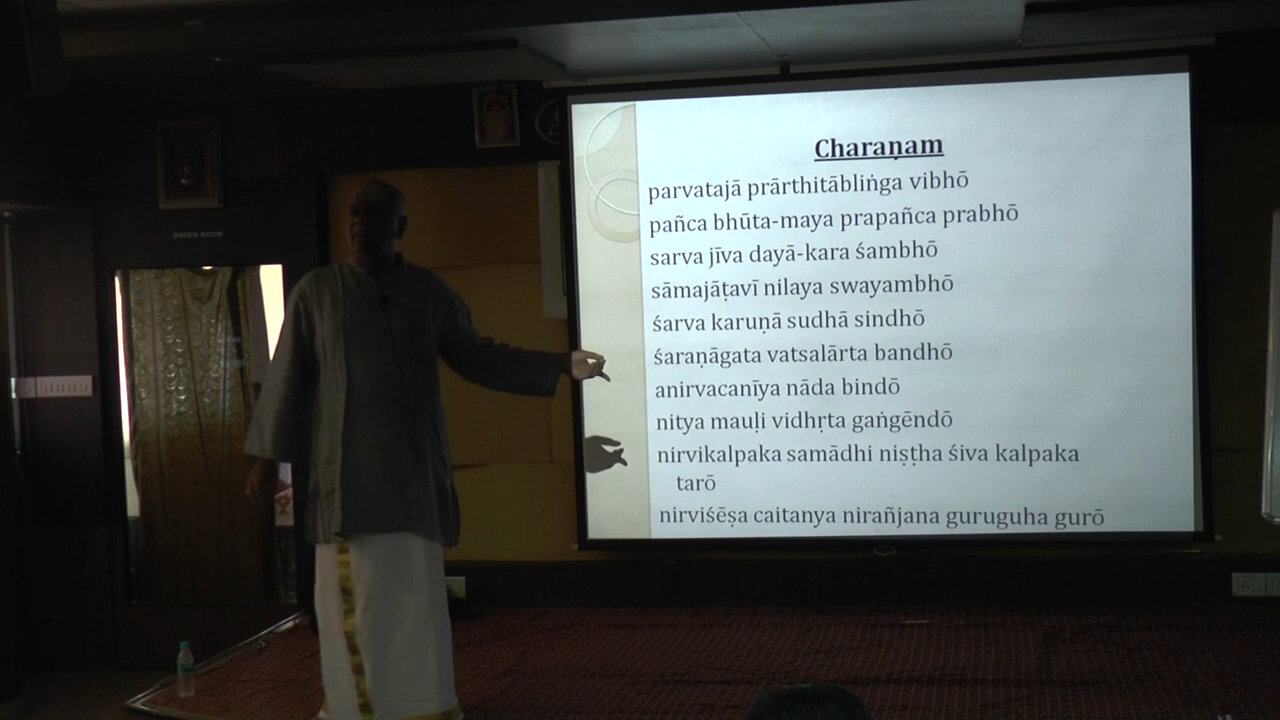 Charaṇam
parvatajā prārthitābliṅga vibhō
pañca bhūta-maya prapañca prabhō
sarva jīva dayā-kara śambhō
sāmajāṭavī nilaya swayambhō
śarva karuṇā sudhā sindhō
śaraṇāgata vatsalārta bandhō
anirvacanīya nāda bindō
nitya mauḷi vidhṛta gaṅgēndō
nirvikalpaka samādhi niṣṭha śiva kalpaka
tarō
nirviśēṣa caitanya nirañjana guruguha gurō
GREEN ROOM